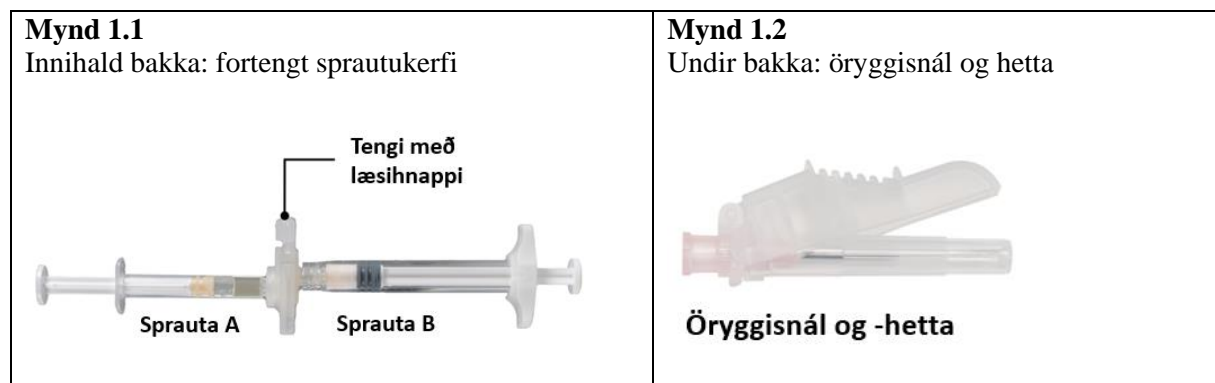 Mynd 1.1
Innihald bakka: fortengt sprautukerfi
Tengi með
læsihnappi
Sprauta A
Sprauta B
Mynd 1.2
Undir bakka: öryggisnál og hetta
Öryggisnál og -hetta